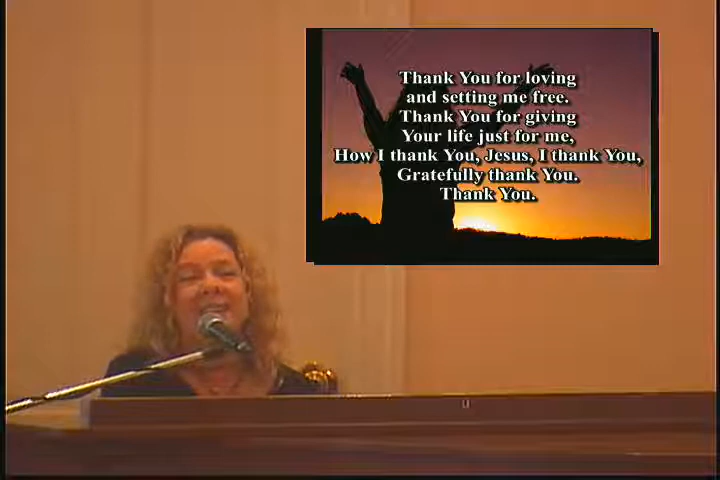 Thank You for loving
and setting me free.
Thank You for giving
Your life just for me,
How I thank You, Jesus, I thank You,
Gratefully thank You.
Thank You.